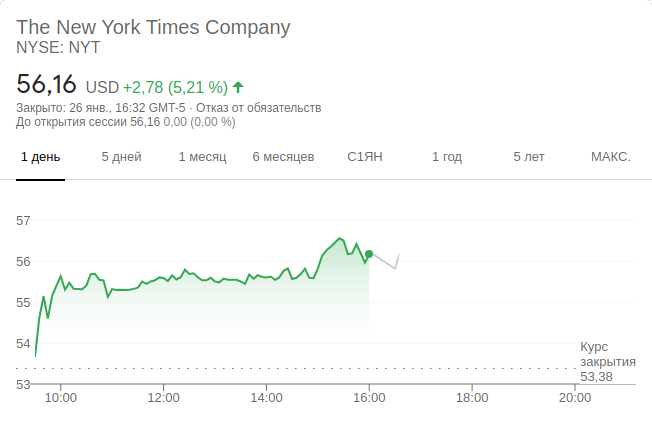 The New York Times Company
NYSE: NYT
56,16 USD +2,78 (5,21 %)
Закрыто: 26 янв., 16:32 GMT-5 · Отказ от обязательств
До открытия сессии 56,16 0,00 (0,00 %)
1 день 5 дней 1 месяц 6 месяцев С1ЯН 1 год 5 лет МАКС.
57
56
55
54
Курс
закрытия
53,38
53
10:00 12:00 14:00 16:00 18:00 20:00